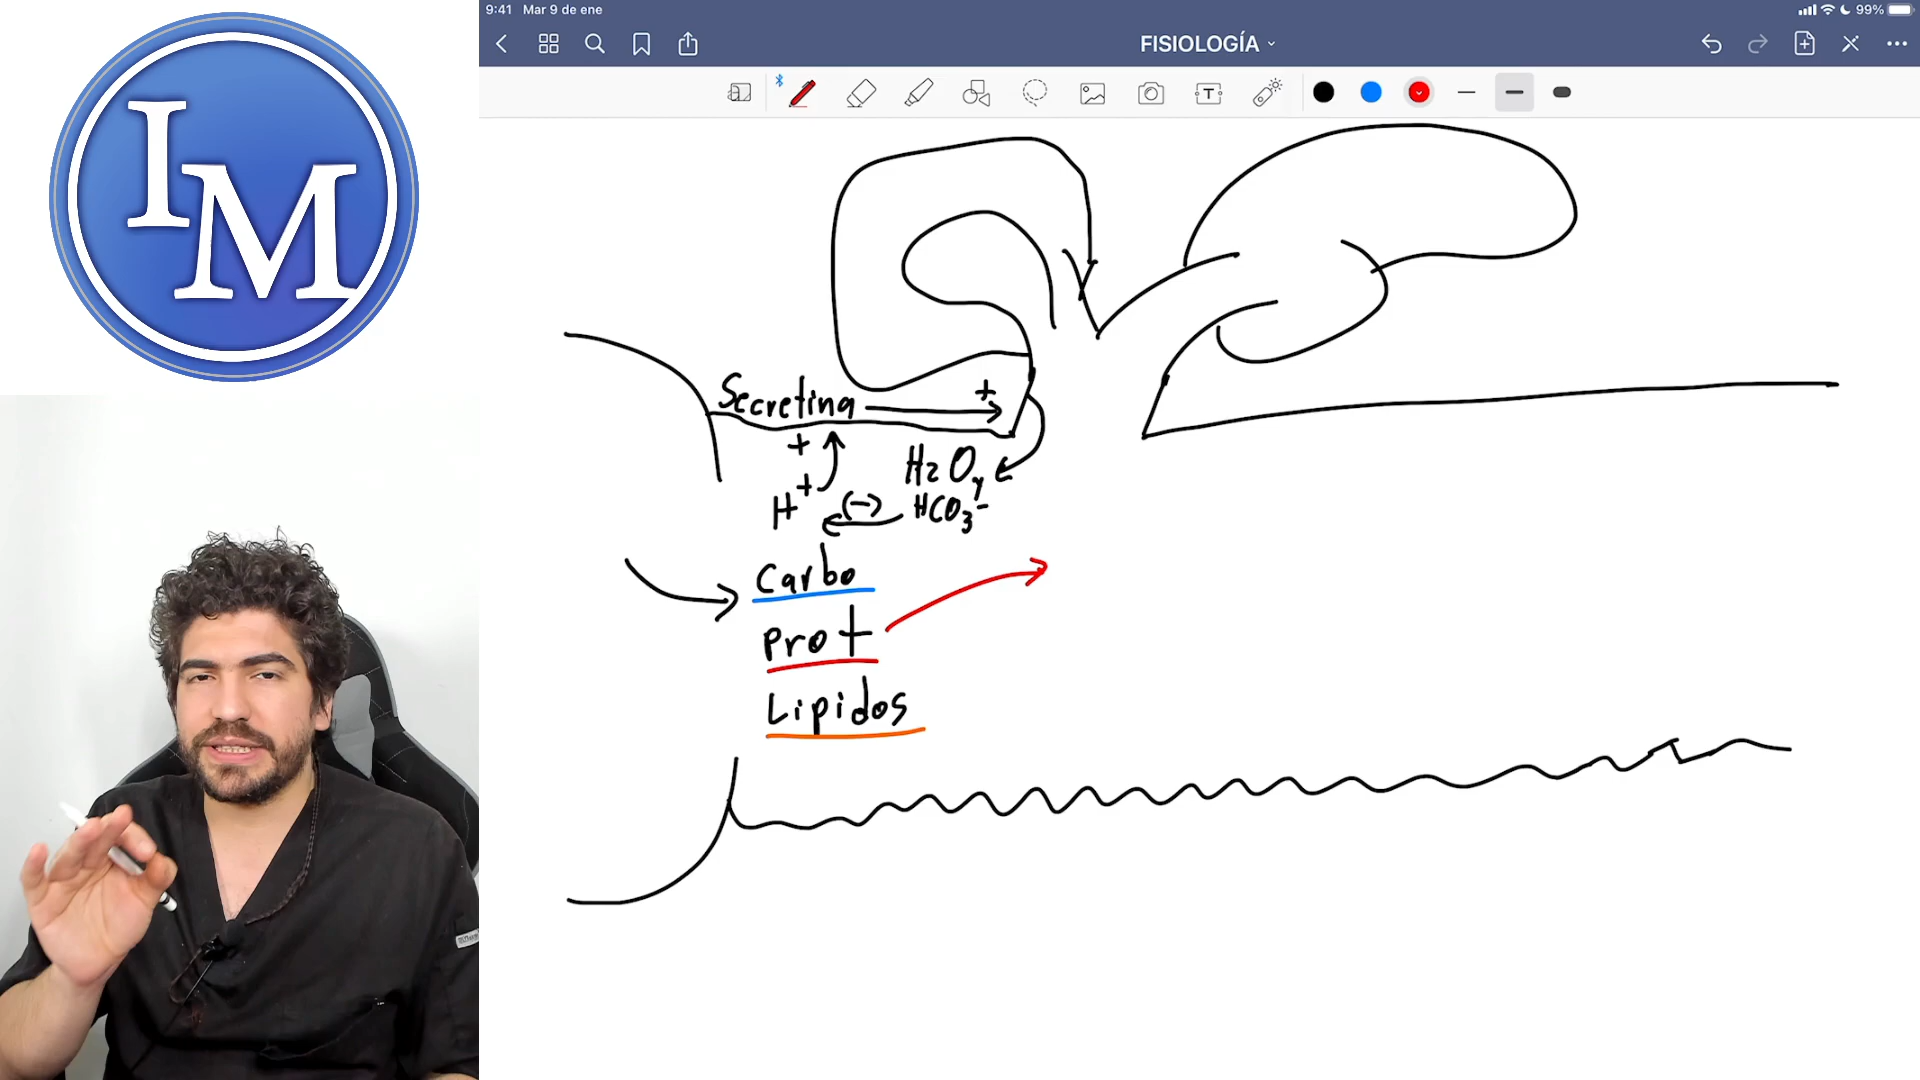 IM
9:41 Mar 9 de ene
99%
FISIOLOGÍA
T
Secretina
+
+
H+
(-)
H2O y
HCO3-
Carbo
Prot
Lipidos